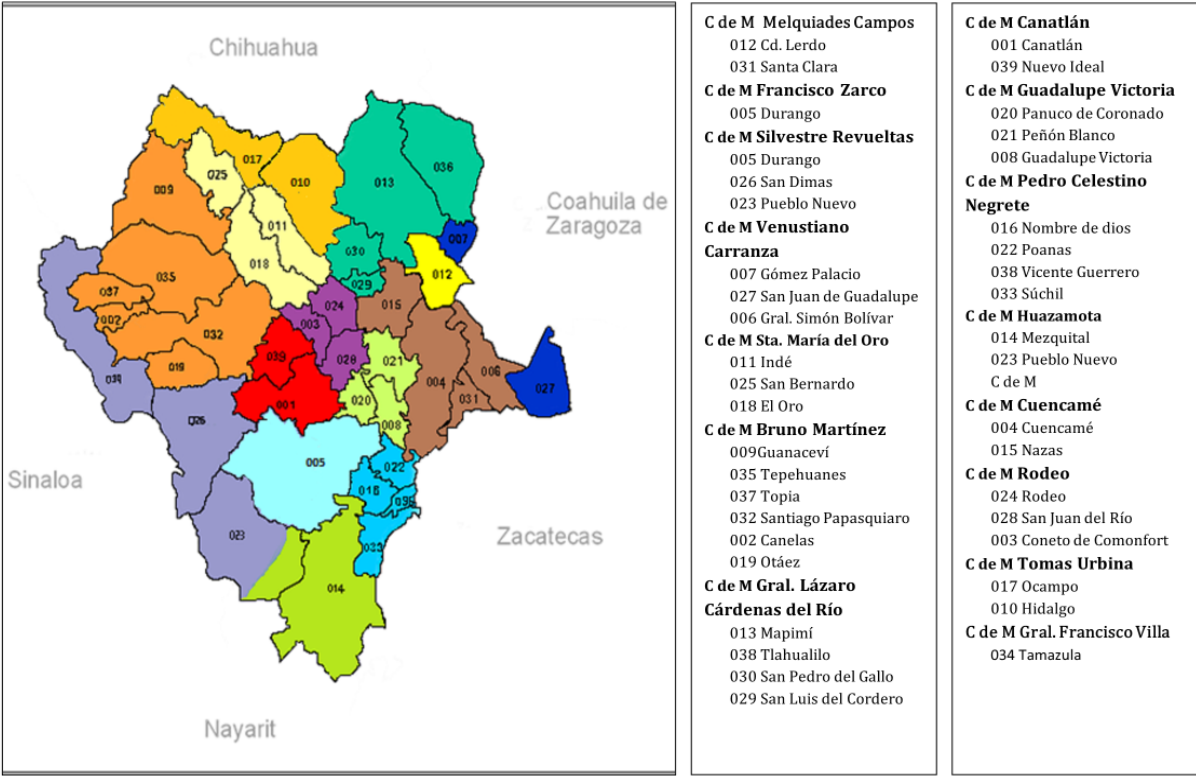 Chihuahua
Coahuila de
Zaragoza
Sinaloa
Zacatecas
Nayarit
017
025
009
010
013
036
011
007
030
018
012
035
029
037
024
015
002
003
032
039
028
021
019
004
006
027
001
020
031
008
026
005
022
016
023
033
014
C de M Melquiades Campos
012 Cd. Lerdo
031 Santa Clara
C de M Francisco Zarco
005 Durango
C de M Silvestre Revueltas
005 Durango
026 San Dimas
023 Pueblo Nuevo
C de M Venustiano
Carranza
007 Gómez Palacio
027 San Juan de Guadalupe
006 Gral. Simón Bolívar
C de M Sta. María del Oro
011 Indé
025 San Bernardo
018 El Oro
C de M Bruno Martínez
009Guanaceví
035 Tepehuanes
037 Topia
032 Santiago Papasquiaro
002 Canelas
019 Otáez
C de M Gral. Lázaro
Cárdenas del Río
013 Mapimí
038 Tlahualilo
030 San Pedro del Gallo
029 San Luis del Cordero
C de M Canatlán
001 Canatlán
039 Nuevo Ideal
C de M Guadalupe Victoria
020 Panuco de Coronado
021 Peñón Blanco
008 Guadalupe Victoria
C de M Pedro Celestino
Negrete
016 Nombre de dios
022 Poanas
038 Vicente Guerrero
033 Súchil
C de M Huazamota
014 Mezquital
023 Pueblo Nuevo
C de M
C de M Cuencamé
004 Cuencamé
015 Nazas
C de M Rodeo
024 Rodeo
028 San Juan del Río
003 Coneto de Comonfort
C de M Tomas Urbina
017 Ocampo
010 Hidalgo
C de M Gral. Francisco Villa
034 Tamazula